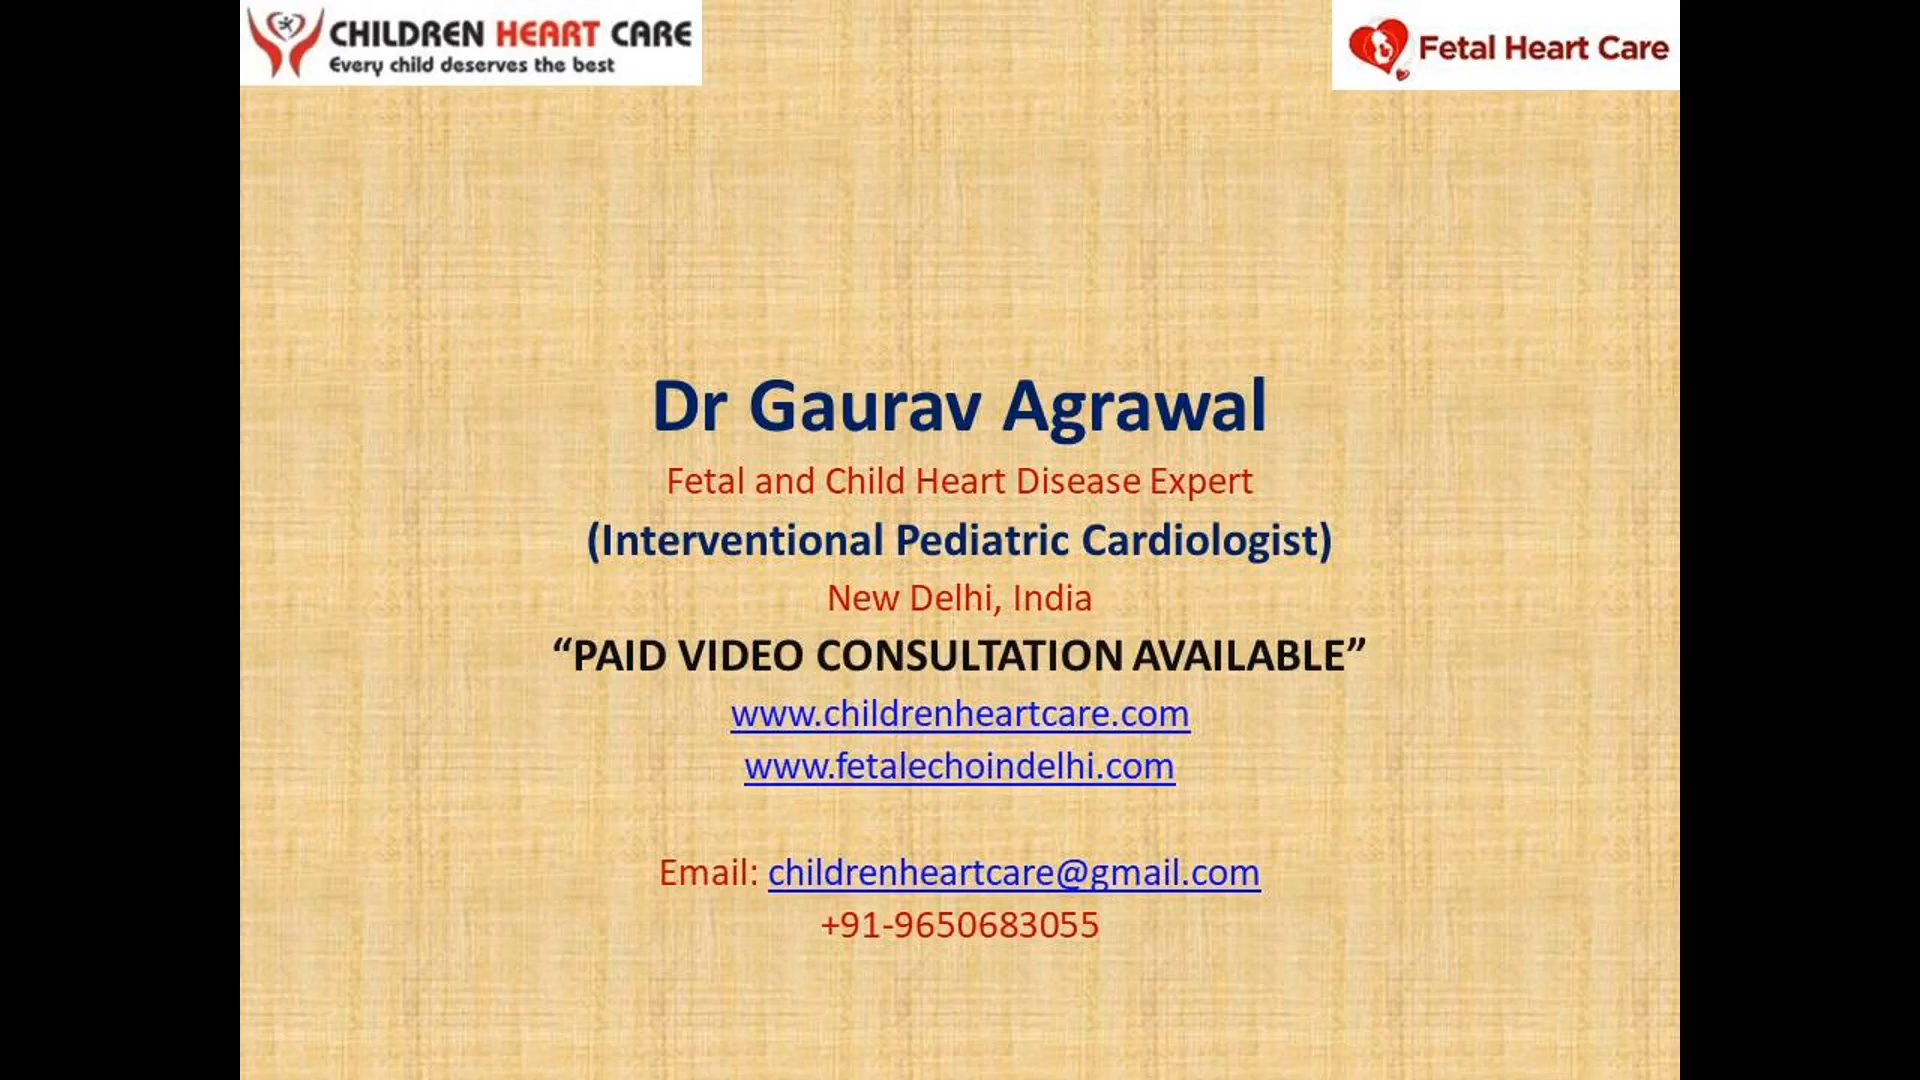 CHILDREN HEART CARE
Every child deserves the best
Fetal Heart Care
Dr Gaurav Agrawal
Fetal and Child Heart Disease Expert
(Interventional Pediatric Cardiologist)
New Delhi, India
“PAID VIDEO CONSULTATION AVAILABLE”
www.childrenheartcare.com
www.fetalechoindelhi.com
Email: childrenheartcare@gmail.com
+91-9650683055